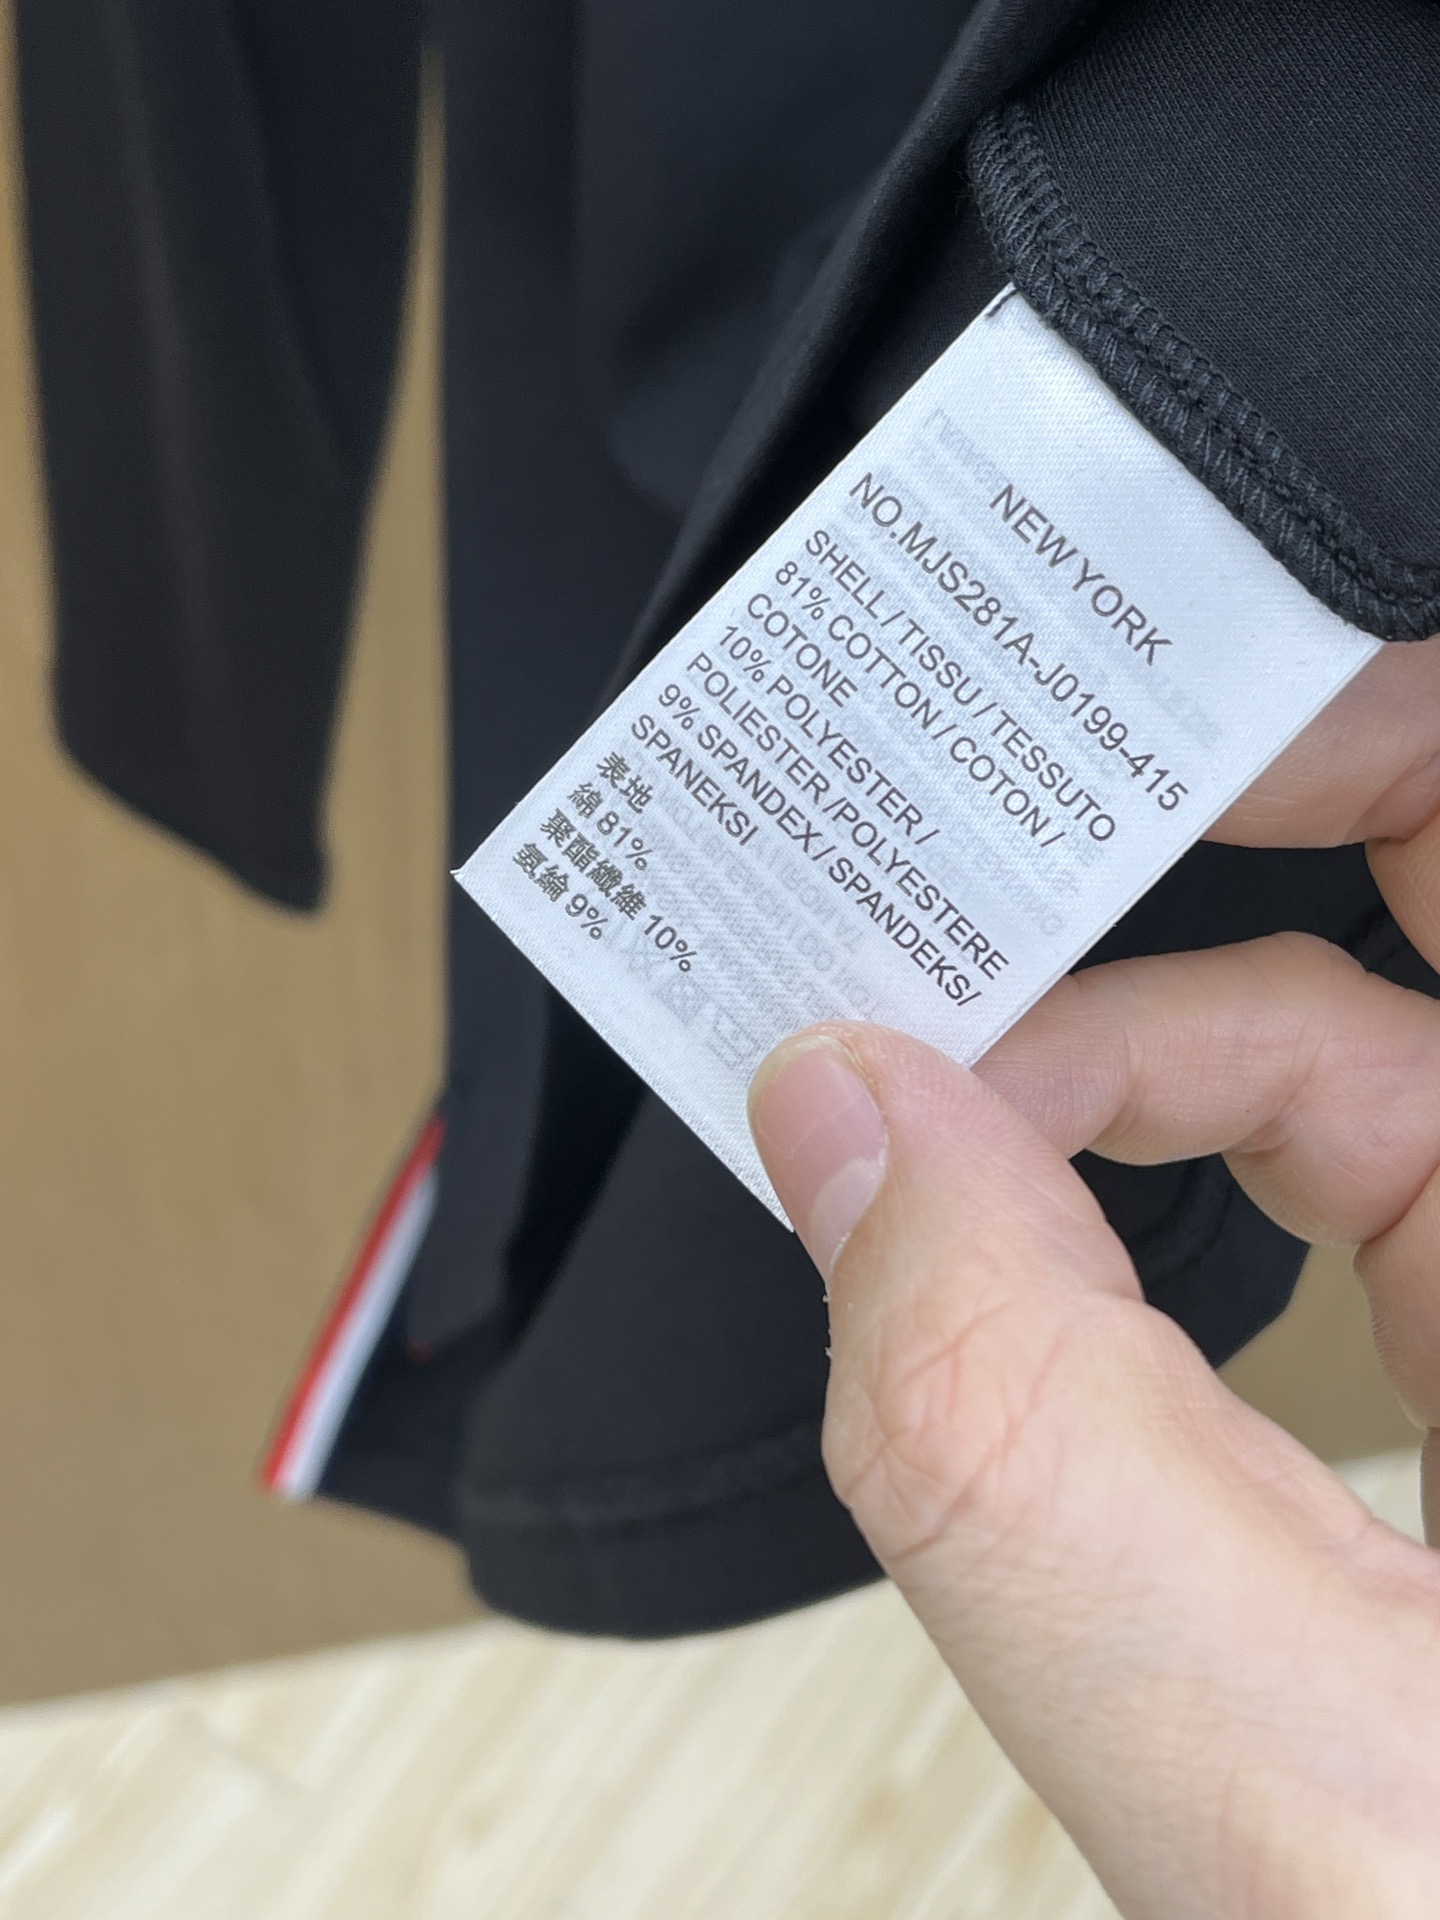 NEW YORK
NO.MJS281A-J0199-415
SHELL / TISSU / TESSUTO
81% COTTON / COTON /
COTONE
10% POLYESTER /
POLIESTER /POLYESTERE
9% SPANDEX / SPANDEKS/
SPANEKSI
表地
綿 81%
聚酯纖維 10%
氨綸 9%